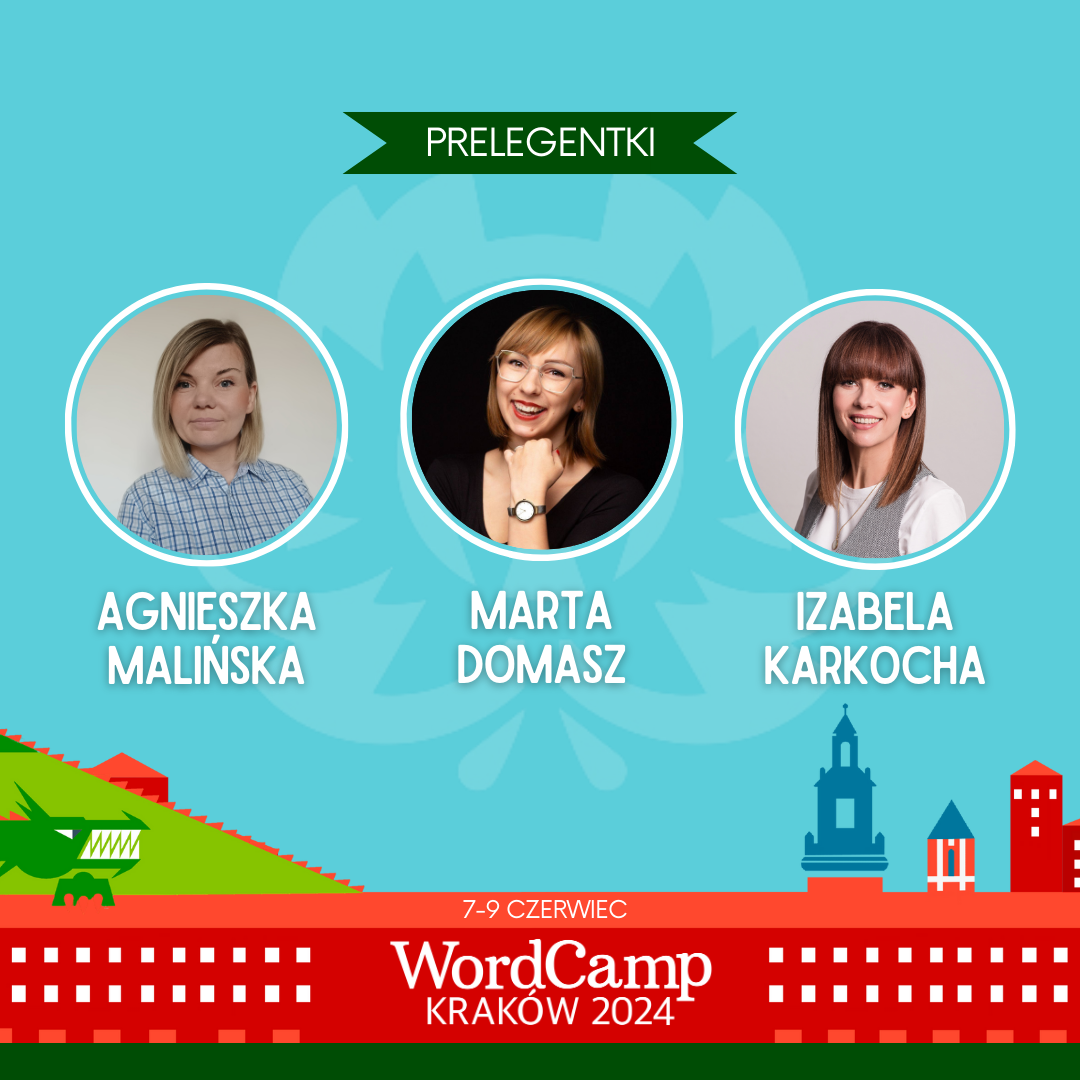 PRELEGENTKI
AGNIESZKA
MALIŃSKA
MARTA
DOMASZ
IZABELA
KARKOCHA
7-9 CZERWIEC
WordCamp
KRAKÓW 2024